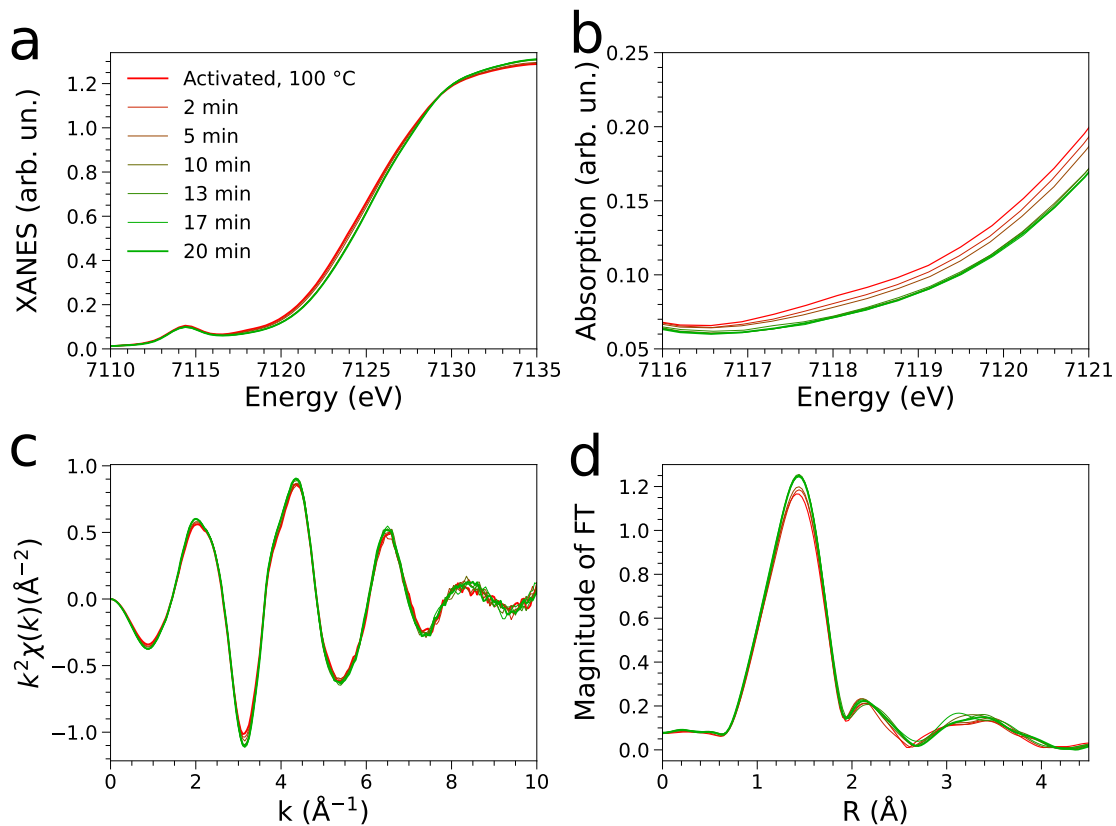 a
XANES (arb. un.)
1.2
1.0
0.8
0.6
0.4
0.2
0.0
Activated, 100 °C
2 min
5 min
10 min
13 min
17 min
20 min
7110 7115 7120 7125 7130 7135
Energy (eV)
b
Absorption (arb. un.)
0.25
0.20
0.15
0.10
0.05
7116 7117 7118 7119 7120 7121
Energy (eV)
c
k²χ(k)(Å⁻²)
1.0
0.5
0.0
−0.5
−1.0
0 2 4 6 8 10
k (Å⁻¹)
d
Magnitude of FT
1.2
1.0
0.8
0.6
0.4
0.2
0.0
0 1 2 3 4
R (Å)